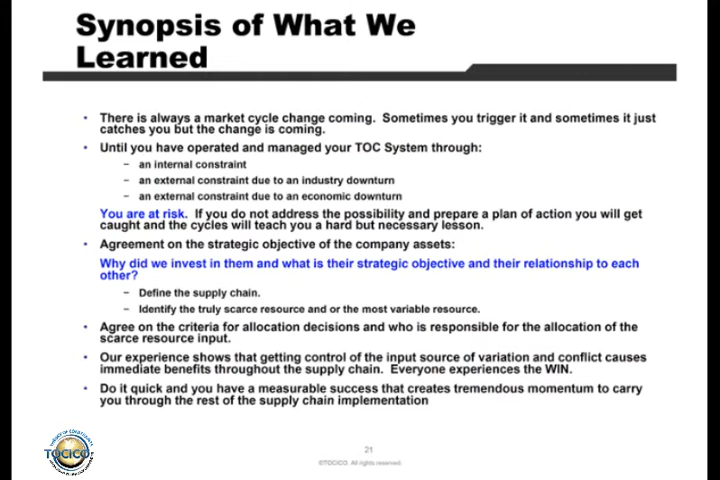 Synopsis of What We
Learned
• There is always a market cycle change coming. Sometimes you trigger it and sometimes it just
catches you but the change is coming.
• Until you have operated and managed your TOC System through:
– an internal constraint
– an external constraint due to an industry downturn
– an external constraint due to an economic downturn
You are at risk. If you do not address the possibility and prepare a plan of action you will get
caught and the cycles will teach you a hard but necessary lesson.
• Agreement on the strategic objective of the company assets:
Why did we invest in them and what is their strategic objective and their relationship to each
other?
– Define the supply chain.
– Identify the truly scarce resource and or the most variable resource.
• Agree on the criteria for allocation decisions and who is responsible for the allocation of the
scarce resource input.
• Our experience shows that getting control of the input source of variation and conflict causes
immediate benefits throughout the supply chain. Everyone experiences the WIN.
• Do it quick and you have a measurable success that creates tremendous momentum to carry
you through the rest of the supply chain implementation
TOCICO
21
©TOCICO. All rights reserved.